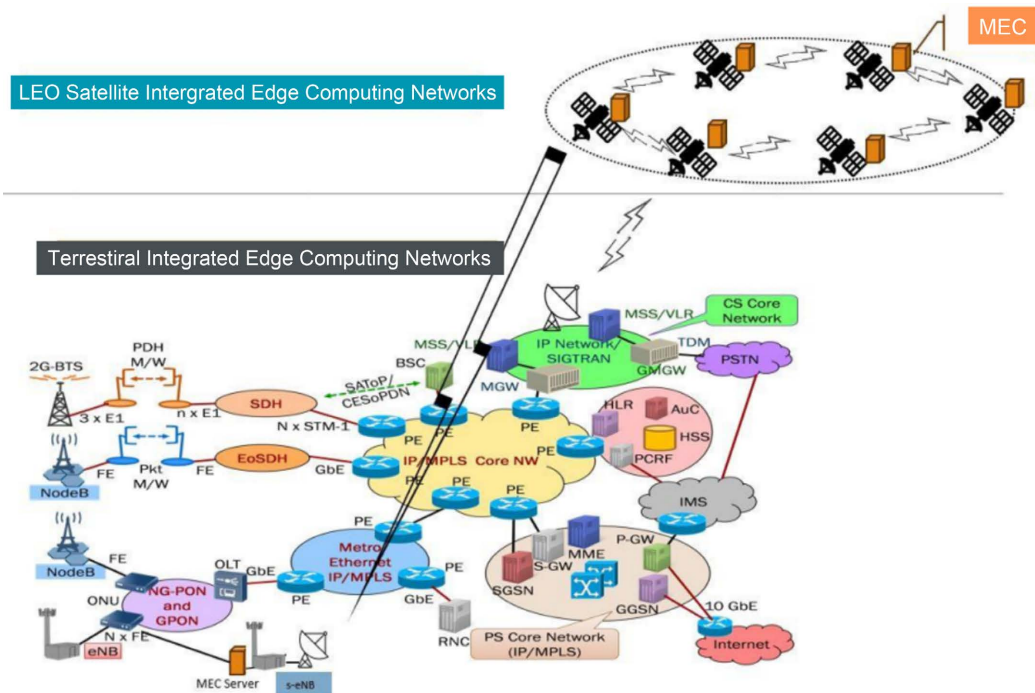 MEC
LEO Satellite Intergrated Edge Computing Networks
Terrestiral Integrated Edge Computing Networks
CS Core
Network
MSS/VLR
MSS/VLR
IP Network/
SIGTRAN
GMGW
TDM
PSTN
BSC
MGW
PDH
M/W
2G-BTS
SAToP/
CESoPDN
3 x E1
n x E1
SDH
N x STM-1
PE
PE
PE
HLR
AuC
HSS
PCRF
PE
IP/MPLS Core NW
NodeB
FE
Pkt
M/W
FE
EoSDH
GbE
PE
PE
PE
PE
IMS
NodeB
FE
OLT
GbE
PE
Metro
Ethernet
IP/MPLS
PE
PE
GbE
RNC
SGSN
S-GW
MME
P-GW
GGSN
10 GbE
Internet
PS Core Network
(IP/MPLS)
ONU
NG-PON
and
GPON
N x FE
eNB
MEC Server
s-eNB